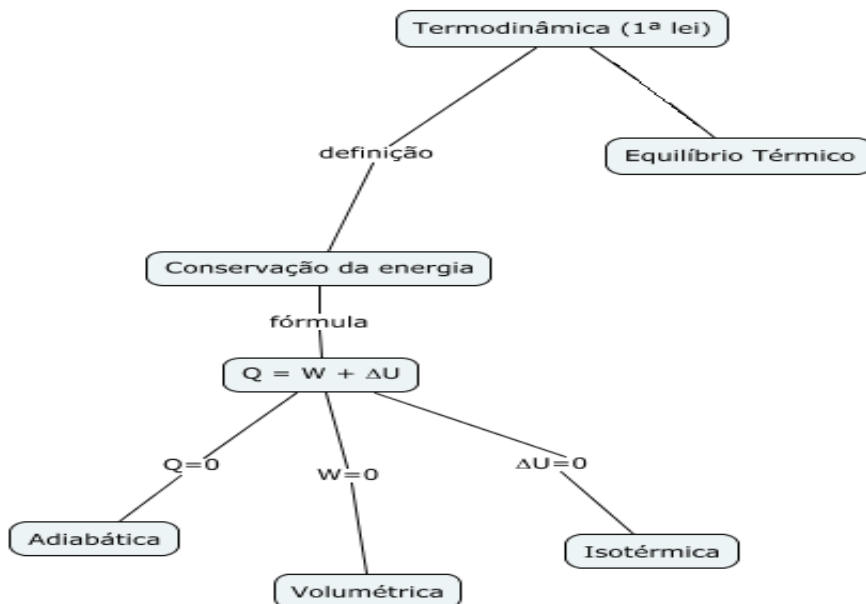 Termodinâmica (1ª lei)
definição
Equilíbrio Térmico
Conservação da energia
fórmula
Q = W + ΔU
Q=0
W=0
ΔU=0
Adiabática
Volumétrica
Isotérmica